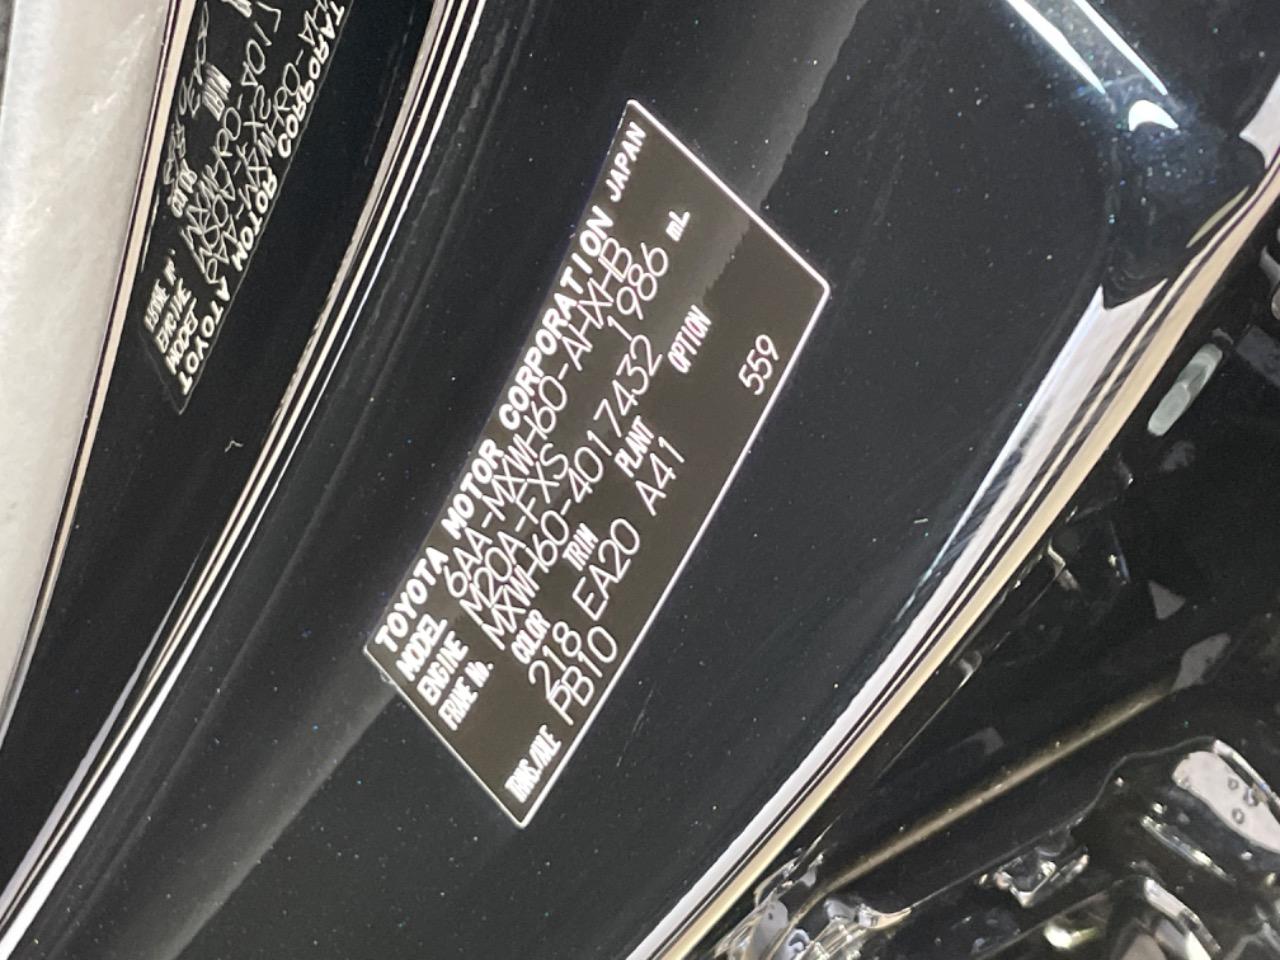 TOYOTA MOTOR CORPORATION JAPAN
MODEL 6AA-MXWH60-AHXHB
ENGINE M20A-FXS 1986 mL
FRAME No. MXWH60-4017432
COLOR TRIM PLANT OPTION
218 EA20 A41
TRANS./AXLE PB10 559